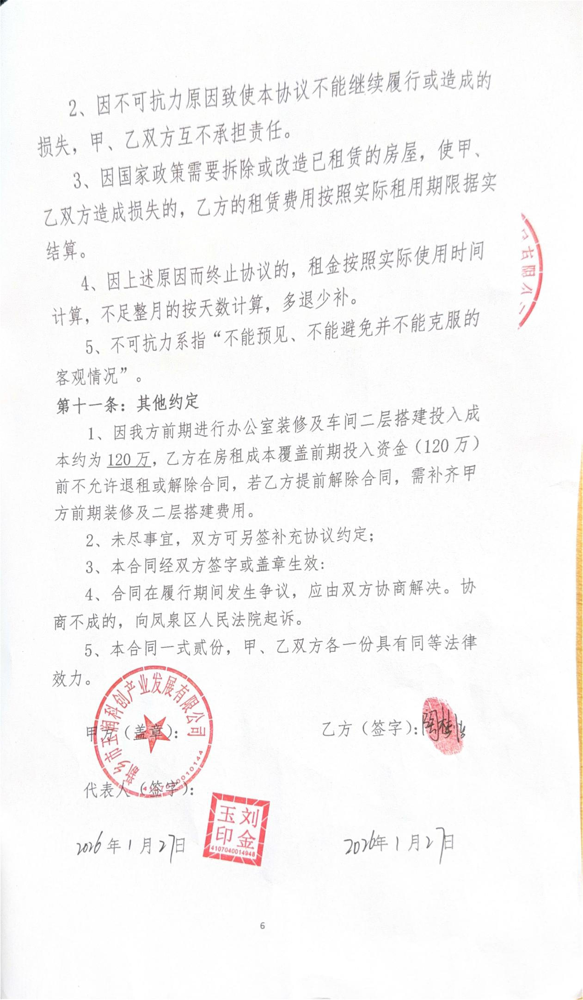 2、因不可抗力原因致使本协议不能继续履行或造成的
损失，甲、乙双方互不承担责任。
3、因国家政策需要拆除或改造已租赁的房屋，使甲、
乙双方造成损失的，乙方的租赁费用按照实际租用期限据实
结算。
4、因上述原因而终止协议的，租金按照实际使用时间
计算，不足整月的按天数计算，多退少补。
5、不可抗力系指“不能预见、不能避免并不能克服的
客观情况”。
第十一条：其他约定
1、因我方前期进行办公室装修及车间二层搭建投入成
本约为 120 万，乙方在房租成本覆盖前期投入资金（120 万）
前不允许退租或解除合同，若乙方提前解除合同，需补齐甲
方前期装修及二层搭建费用。
2、未尽事宜，双方可另签补充协议约定；
3、本合同经双方签字或盖章生效：
4、合同在履行期间发生争议，应由双方协商解决。协
商不成的，向凤泉区人民法院起诉。
5、本合同一式贰份，甲、乙双方各一份具有同等法律
效力。
新乡市玉润科创产业发展有限公司
甲方（盖章）：
乙方（签字）：
代表人（签字）：
刘金玉印
4107040014948
2026年1月27日
2026年1月27日
6